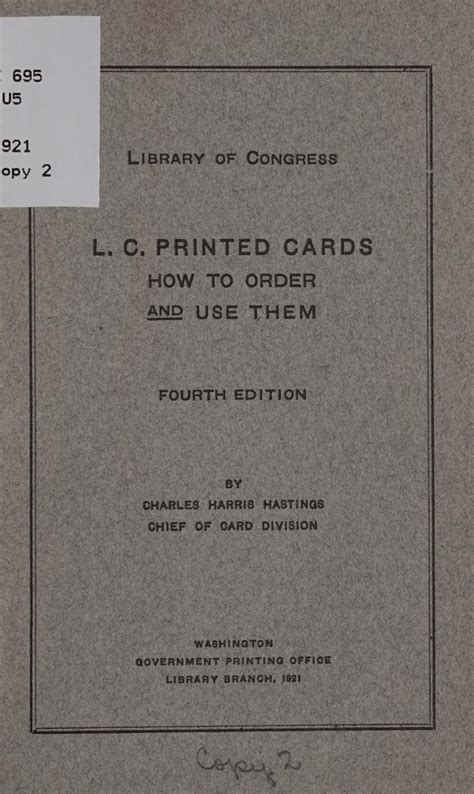 695
U5
921
opy 2
LIBRARY OF CONGRESS
L. C. PRINTED CARDS
HOW TO ORDER
AND USE THEM
FOURTH EDITION
BY
CHARLES HARRIS HASTINGS
CHIEF OF CARD DIVISION
WASHINGTON
GOVERNMENT PRINTING OFFICE
LIBRARY BRANCH, 1921
Copy 2